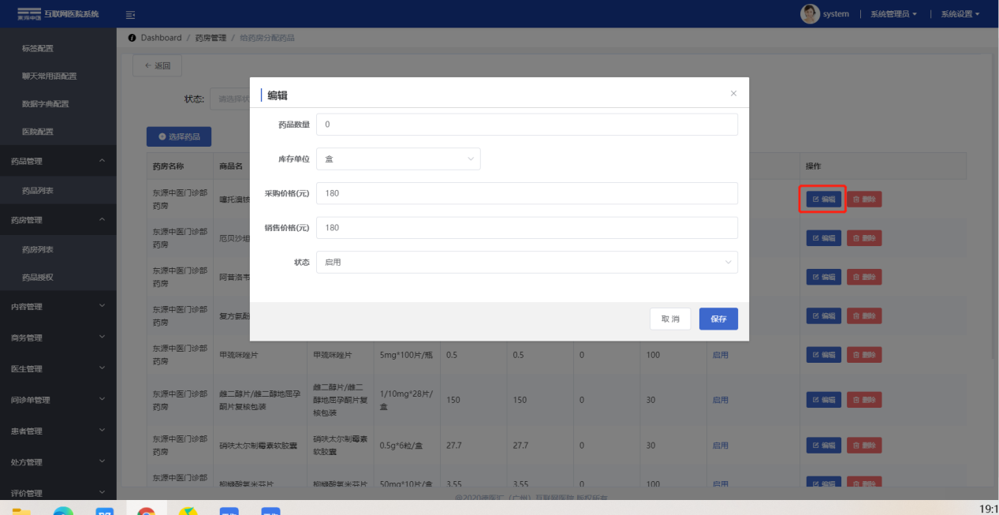 互联网医院系统
system | 系统管理员 | 系统设置
Dashboard / 药房管理 / 给药房分配药品
标签配置
聊天常用语配置
数据字典配置
医院配置
药品管理
药品列表
药房管理
药房列表
药品授权
内容管理
商务管理
医生管理
问诊单管理
患者管理
处方管理
评价管理
← 返回
状态: 请选择状
选择药品
编辑
药品数量 0
库存单位 盒
采购价格(元) 180
销售价格(元) 180
状态 启用
取 消 保存
药房名称 商品名 操作
东源中医门诊部药房 噻托溴铵 编辑 删除
东源中医门诊部药房 厄贝沙坦 编辑 删除
东源中医门诊部药房 阿昔洛韦 编辑 删除
东源中医门诊部药房 复方氨酚 编辑 删除
东源中医门诊部药房 甲巯咪唑片 甲巯咪唑片 5mg*100片/瓶 0.5 0.5 0 100 启用 编辑 删除
东源中医门诊部药房 雌二醇片/雌二醇地屈孕酮片复核包装 雌二醇片/雌二醇地屈孕酮片复核包装 1/10mg*28片/盒 150 150 0 30 启用 编辑 删除
东源中医门诊部药房 硝呋太尔制霉素软胶囊 硝呋太尔制霉素软胶囊 0.5g*6粒/盒 27.7 27.7 0 30 启用 编辑 删除
东源中医门诊部 枸橼酸氯米芬片 枸橼酸氯米芬片 50mg*10片/盒 3.55 3.55 0 100 启用 编辑 删除
(广州) 互联网医院 版权所有
19:1